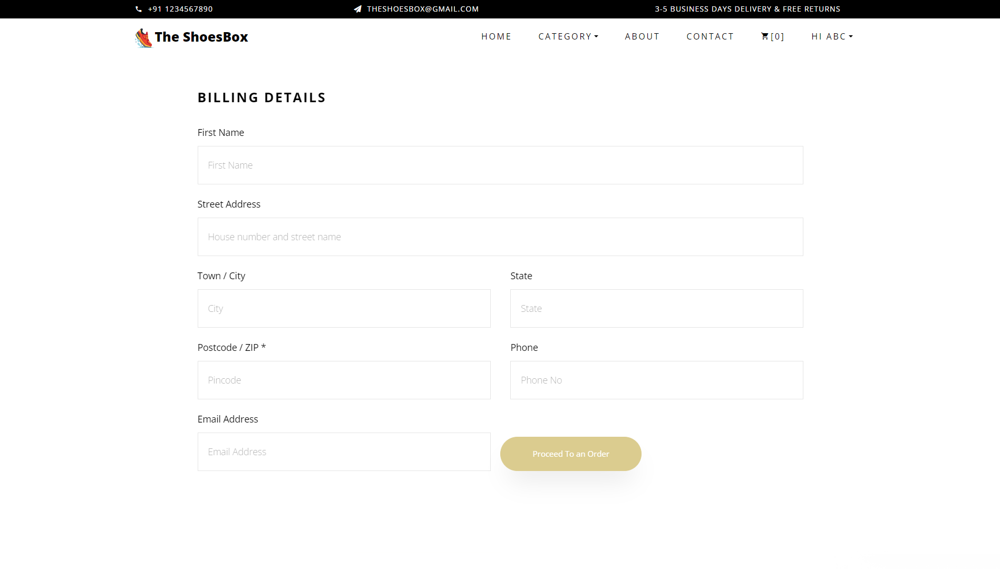 +91 1234567890 THESHOESBOX@GMAIL.COM 3-5 BUSINESS DAYS DELIVERY & FREE RETURNS
The ShoesBox HOME CATEGORY ABOUT CONTACT [0] HI ABC
BILLING DETAILS
First Name
First Name
Street Address
House number and street name
Town / City State
City State
Postcode / ZIP * Phone
Pincode Phone No
Email Address
Email Address Proceed To an Order